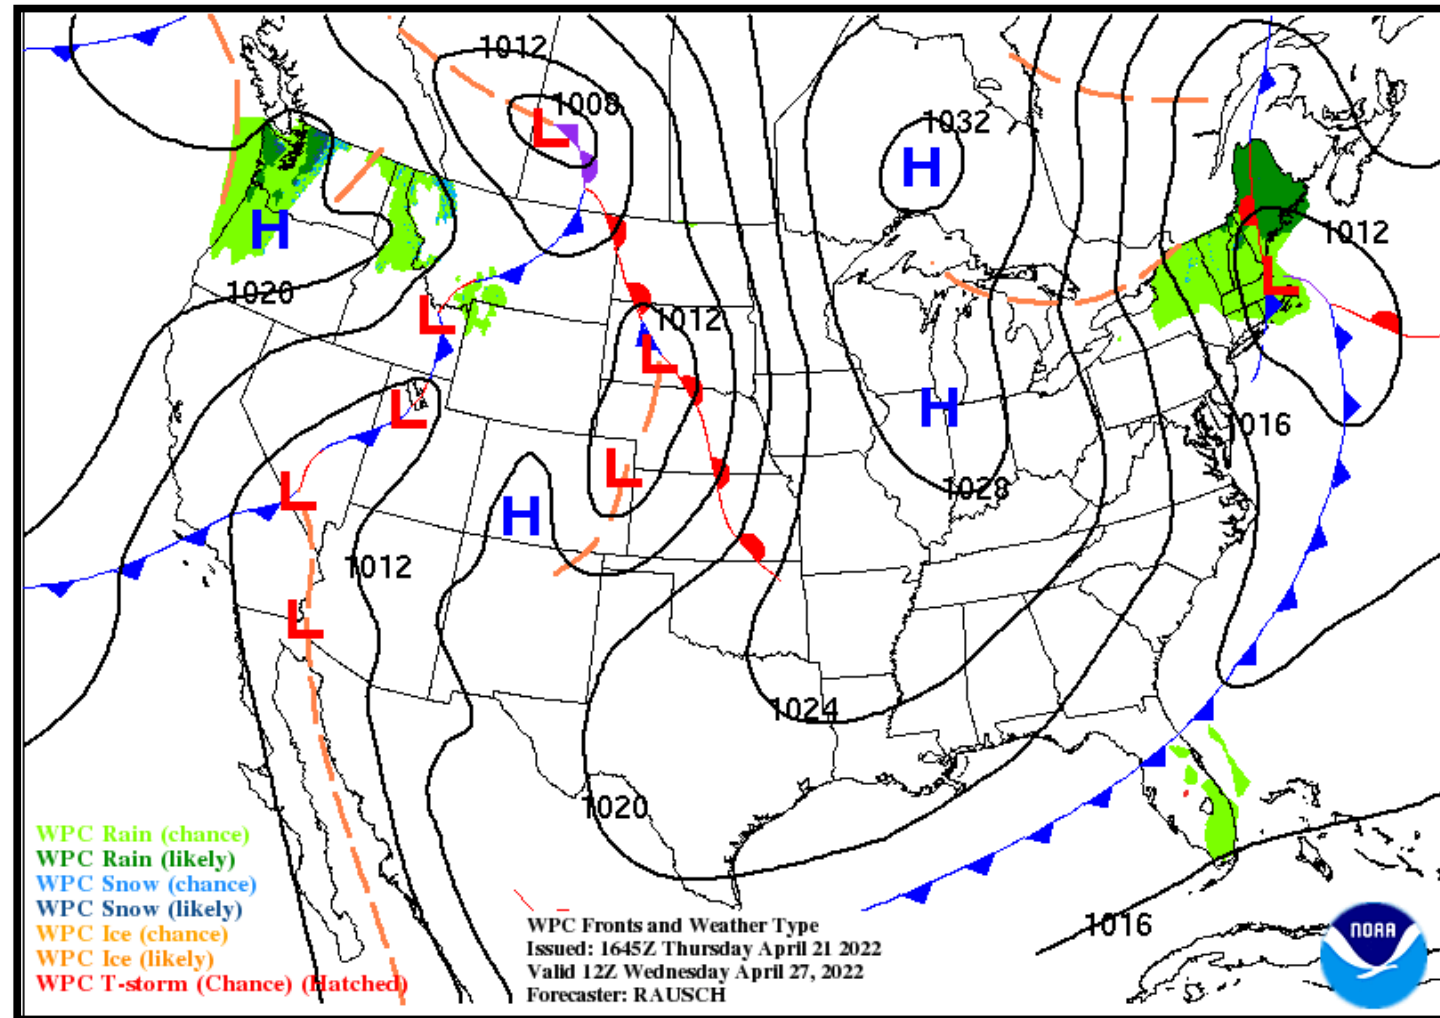 1012
1008
1032
H
L
H
1012
1020
L
L
1012
L
H
L
1016
L
L
1028
H
1012
L
1024
1020
WPC Rain (chance)
WPC Rain (likely)
WPC Snow (chance)
WPC Snow (likely)
WPC Ice (chance)
WPC Ice (likely)
WPC T-storm (Chance) (Hatched)
WPC Fronts and Weather Type
Issued: 1645Z Thursday April 21 2022
Valid 12Z Wednesday April 27, 2022
Forecaster: RAUSCH
1016
NOAA